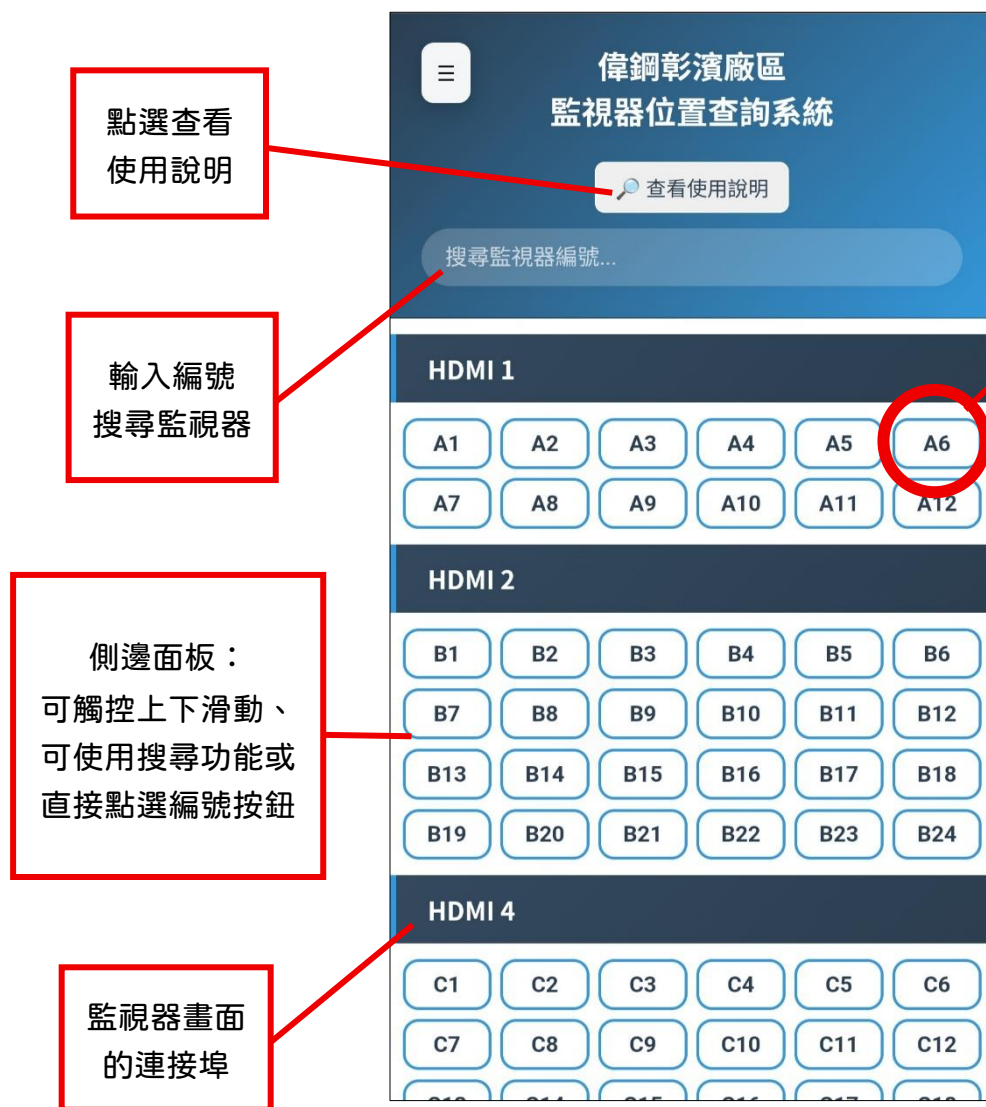 ☰
偉鋼彰濱廠區
監視器位置查詢系統
點選查看
使用說明
🔎 查看使用說明
搜尋監視器編號...
輸入編號
搜尋監視器
HDMI 1
A1 A2 A3 A4 A5 A6
A7 A8 A9 A10 A11 A12
HDMI 2
側邊面板：
可觸控上下滑動、
可使用搜尋功能或
直接點選編號按鈕
B1 B2 B3 B4 B5 B6
B7 B8 B9 B10 B11 B12
B13 B14 B15 B16 B17 B18
B19 B20 B21 B22 B23 B24
HDMI 4
監視器畫面
的連接埠
C1 C2 C3 C4 C5 C6
C7 C8 C9 C10 C11 C12